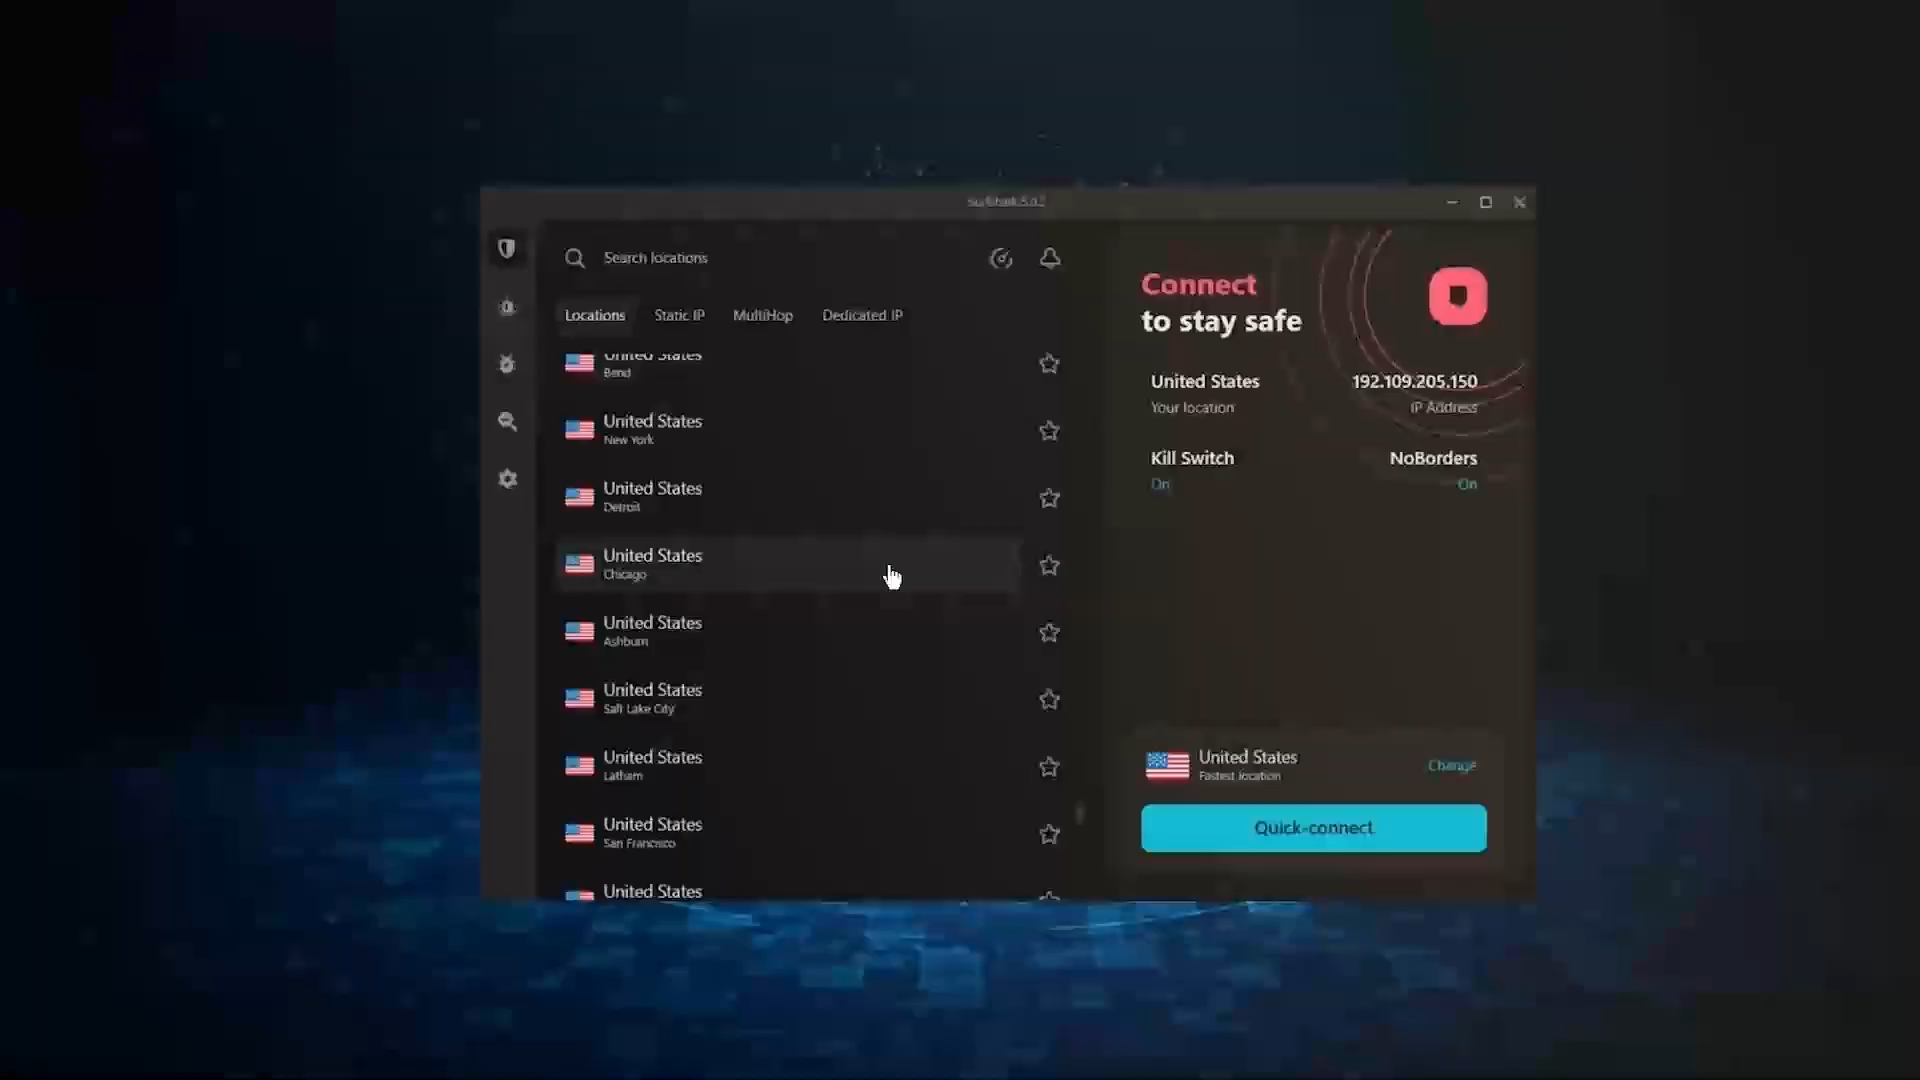 Search locations
Locations
Static IP
MultiHop
Dedicated IP
United States
Bend
United States
New York
United States
Detroit
United States
Chicago
United States
Ashburn
United States
Salt Lake City
United States
Latham
United States
San Francisco
United States
Connect
to stay safe
United States
192.109.205.150
Your location
IP Address
Kill Switch
NoBorders
On
On
United States
Fastest location
Change
Quick-connect